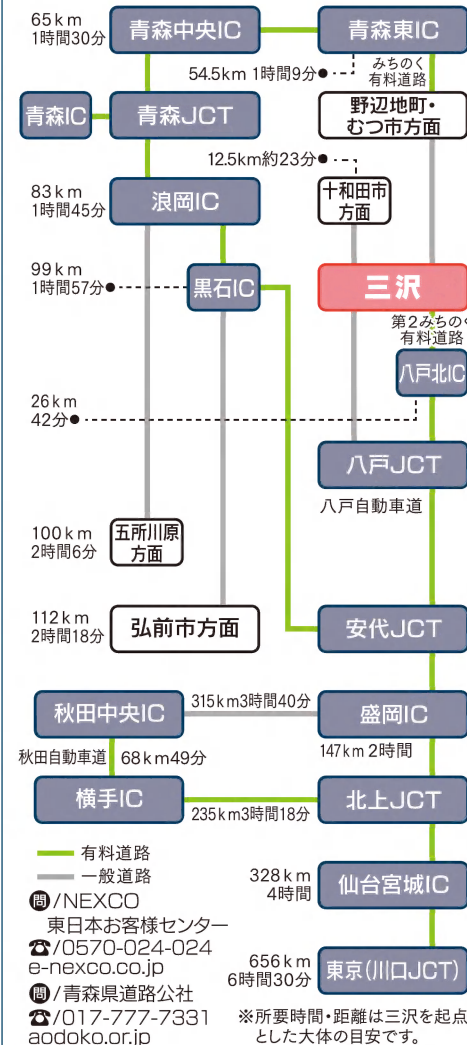 65km
1時間30分
青森中央IC
青森東IC
54.5km 1時間9分●
みちのく
有料道路
青森IC
青森JCT
野辺地町・
むつ市方面
12.5km約23分●
83km
1時間45分
浪岡IC
十和田市
方面
99km
1時間57分●
黒石IC
三沢
第2みちのく
有料道路
八戸北IC
26km
42分●
八戸JCT
八戸自動車道
100km
2時間6分
五所川原
方面
112km
2時間18分
弘前市方面
安代JCT
秋田中央IC
315km3時間40分
盛岡IC
秋田自動車道
68km49分
147km 2時間
横手IC
235km3時間18分
北上JCT
有料道路
一般道路
328km
4時間
仙台宮城IC
問/NEXCO
東日本お客様センター
☎/0570-024-024
e-nexco.co.jp
656km
6時間30分
東京(川口JCT)
問/青森県道路公社
☎/017-777-7331
aodoko.or.jp
※所要時間・距離は三沢を起点
とした大体の目安です。